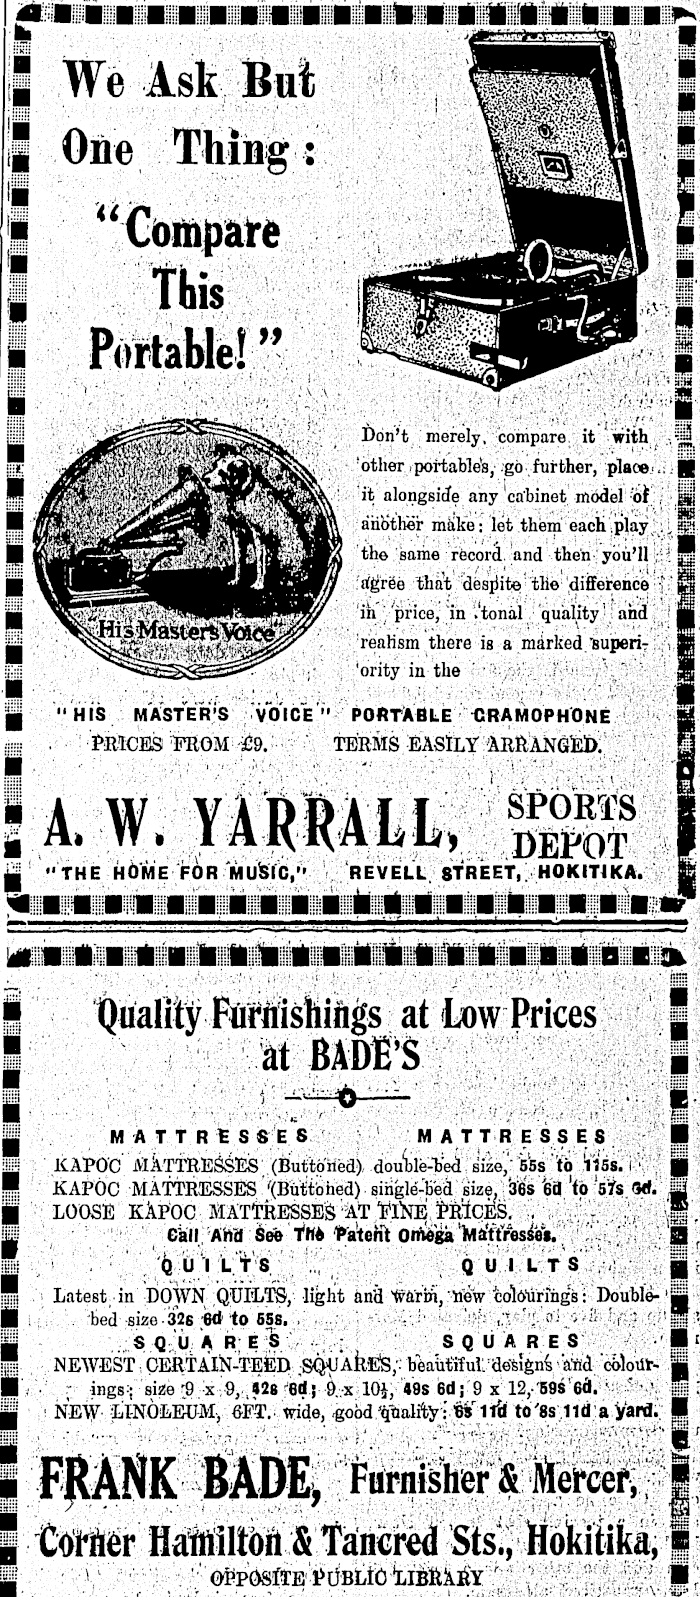 We Ask But
One Thing :
"Compare
This
Portable!"
"His Master's Voice"
Don't merely compare it with
other portables, go further, place
it alongside any cabinet model of
another make; let them each play
the same record and then you'll
agree that despite the difference
in price, in tonal quality and
realism there is a marked superi-
ority in the
"HIS MASTER'S VOICE" PORTABLE GRAMOPHONE
PRICES FROM £9. TERMS EASILY ARRANGED.
A. W. YARRALL, SPORTS DEPOT
"THE HOME FOR MUSIC," REVELL STREET, HOKITIKA.
Quality Furnishings at Low Prices
at BADE'S
MATTRESSES MATTRESSES
KAPOC MATTRESSES (Buttoned) double-bed size, 55s to 115s.
KAPOC MATTRESSES (Buttoned) single-bed size, 36s 6d to 57s 6d.
LOOSE KAPOC MATTRESSES AT FINE PRICES.
Call And See The Patent Omega Mattresses.
QUILTS QUILTS
Latest in DOWN QUILTS, light and warm, new colourings: Double-
bed size 32s 6d to 55s.
SQUARES SQUARES
NEWEST CERTAIN-TEED SQUARES, beautiful designs and colour-
ings; size 9 x 9, 42s 6d; 9 x 10½, 49s 6d; 9 x 12, 59s 6d.
NEW LINOLEUM, 6FT. wide, good quality: 6s 11d to 8s 11d a yard.
FRANK BADE, Furnisher & Mercer,
Corner Hamilton & Tancred Sts., Hokitika,
OPPOSITE PUBLIC LIBRARY